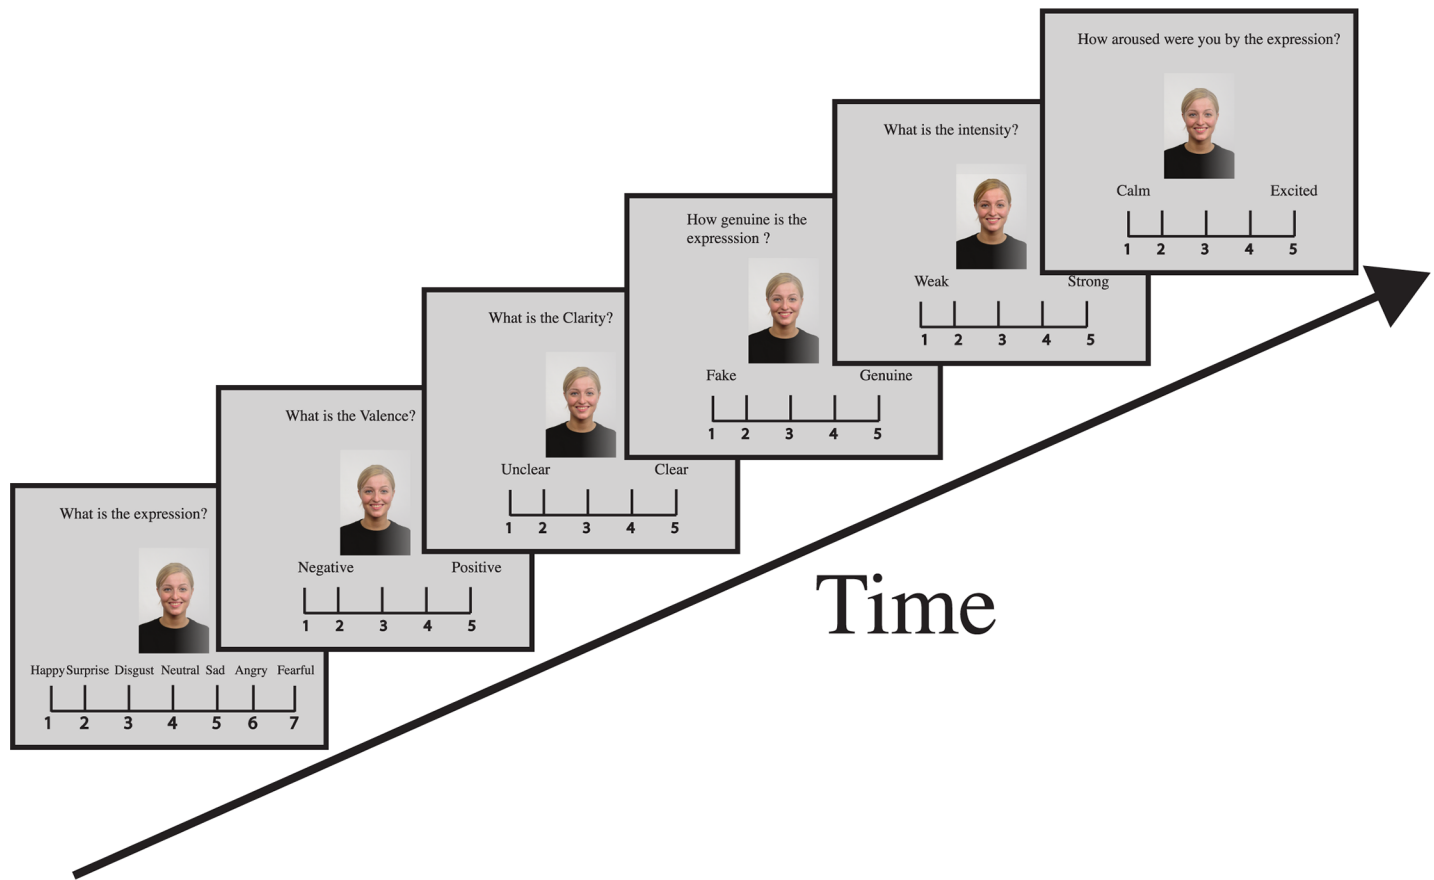 What is the expression?
Happy Surprise Disgust Neutral Sad Angry Fearful
1 2 3 4 5 6 7
What is the Valence?
Negative Positive
1 2 3 4 5
What is the Clarity?
Unclear Clear
1 2 3 4 5
How genuine is the
expresssion ?
Fake Genuine
1 2 3 4 5
What is the intensity?
Weak Strong
1 2 3 4 5
How aroused were you by the expression?
Calm Excited
1 2 3 4 5
Time